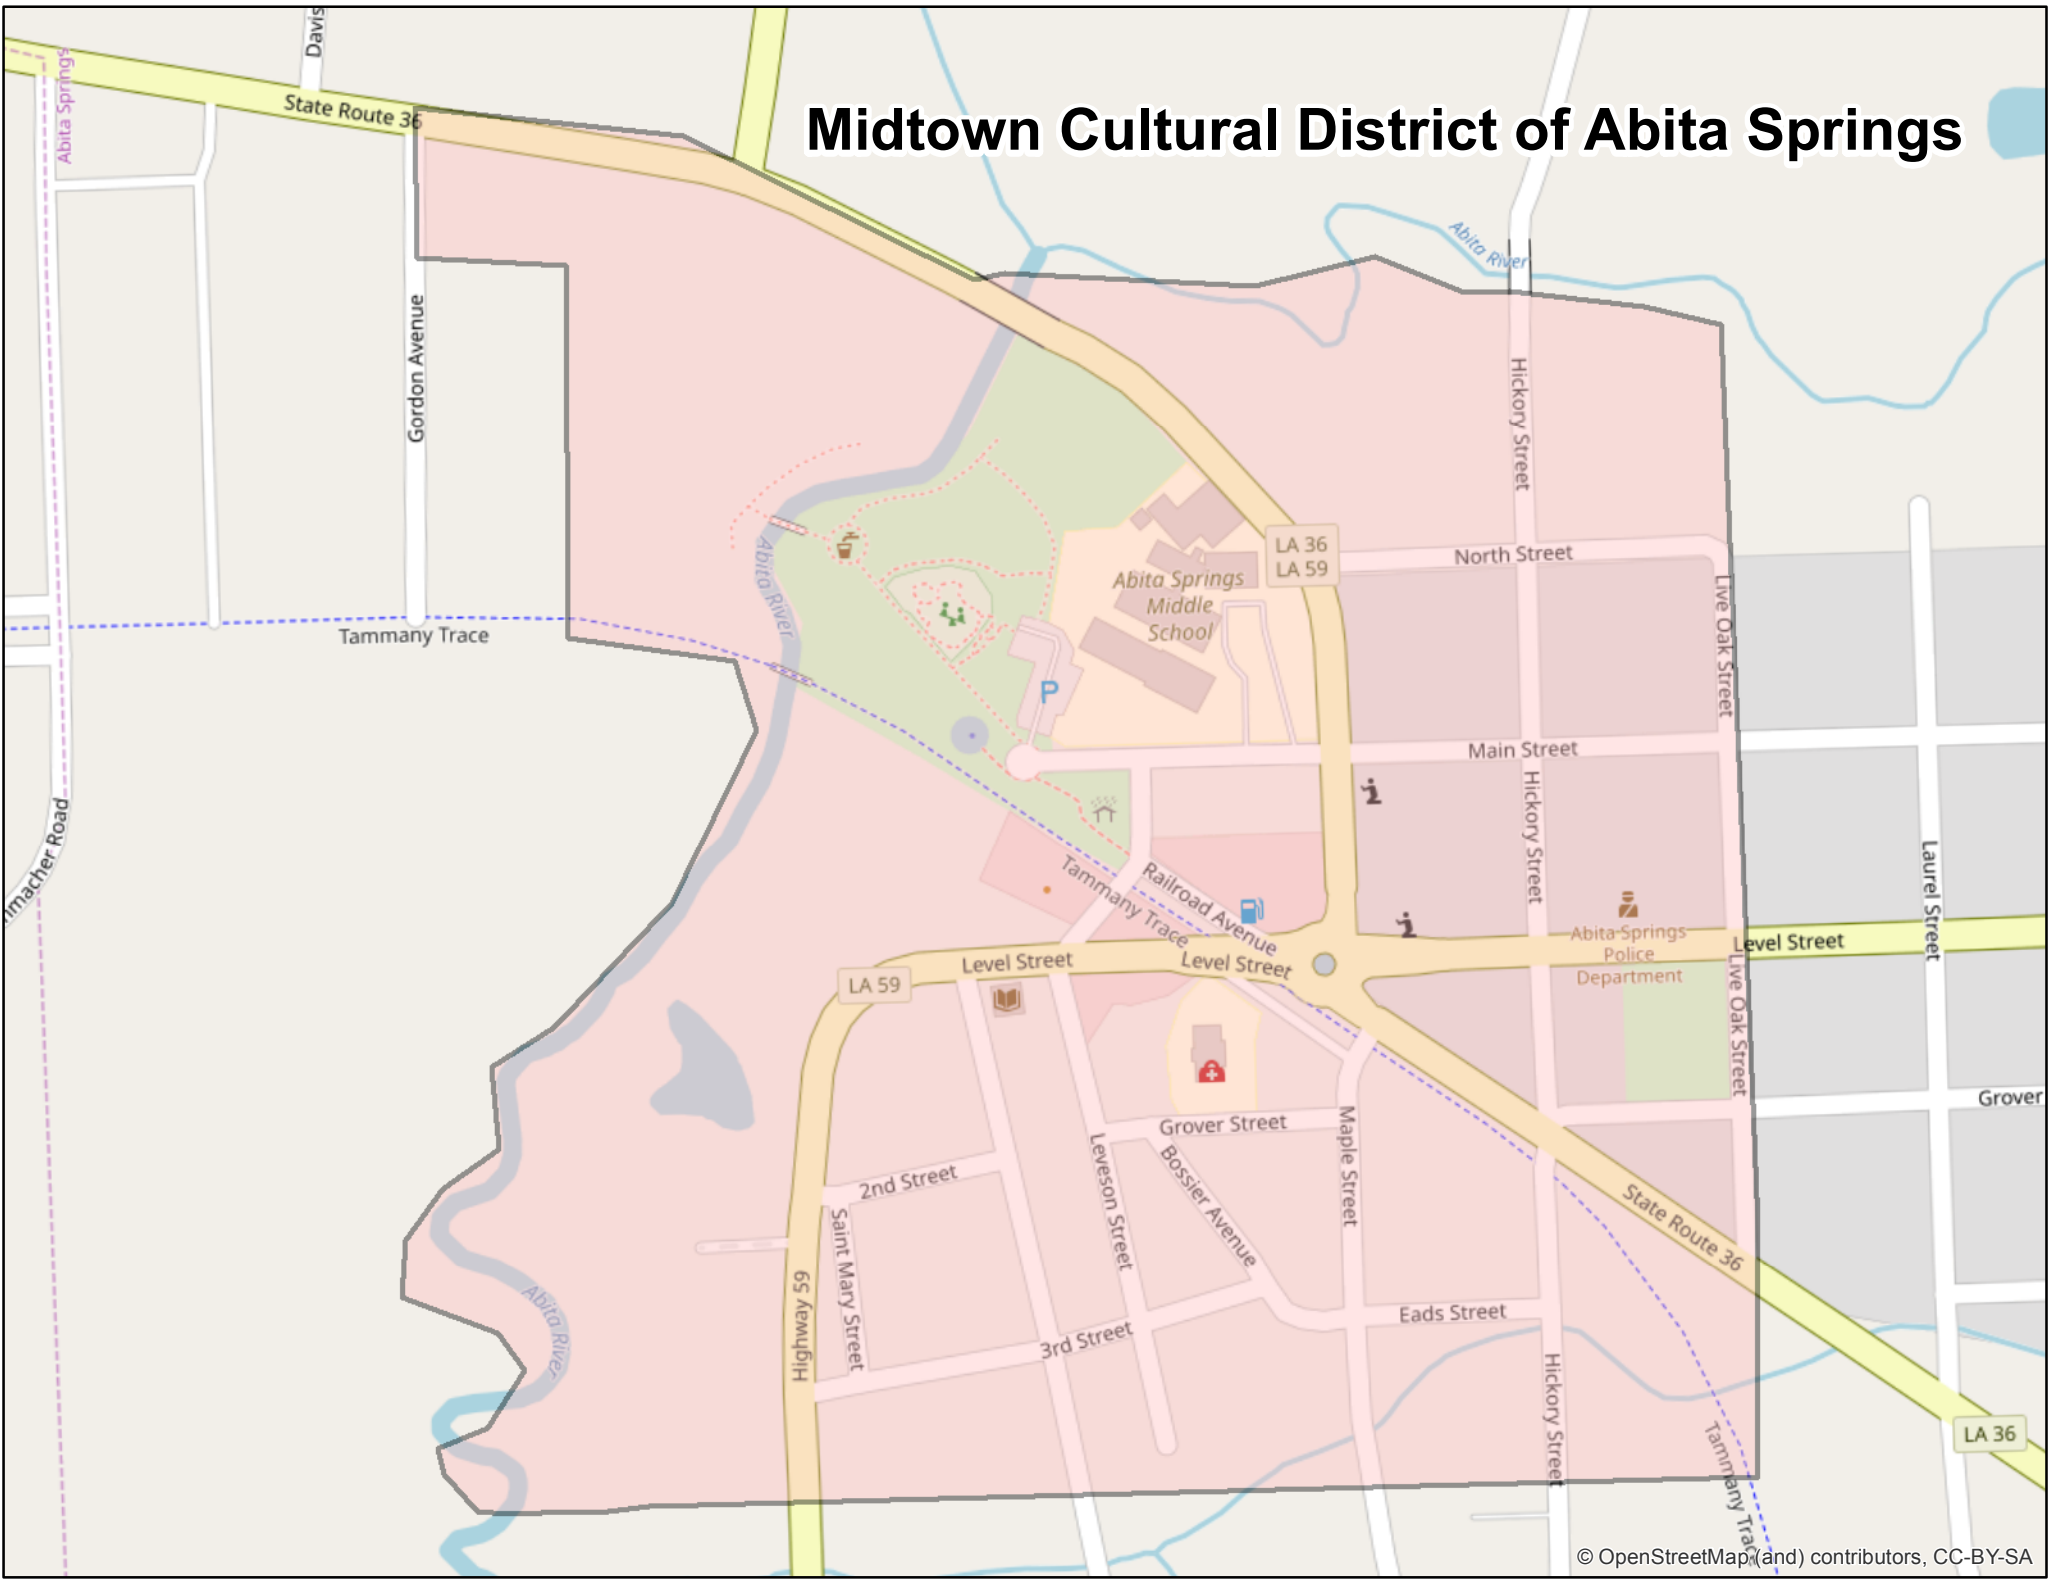 Midtown Cultural District of Abita Springs
Davis
Abita Springs
State Route 36
Abita River
Gordon Avenue
Hickory Street
LA 36
LA 59
North Street
Abita Springs
Middle
School
Abita River
Live Oak Street
Tammany Trace
P
Main Street
Hickory Street
nmacher Road
Laurel Street
Tammany Trace
Railroad Avenue
Abita Springs
Police
Department
Level Street
Level Street
Level Street
LA 59
Live Oak Street
Grover
Grover Street
Maple Street
Leveson Street
Bossier Avenue
2nd Street
Saint Mary Street
State Route 36
Highway 59
Abita River
3rd Street
Eads Street
Hickory Street
LA 36
Tammany Trace
© OpenStreetMap (and) contributors, CC-BY-SA